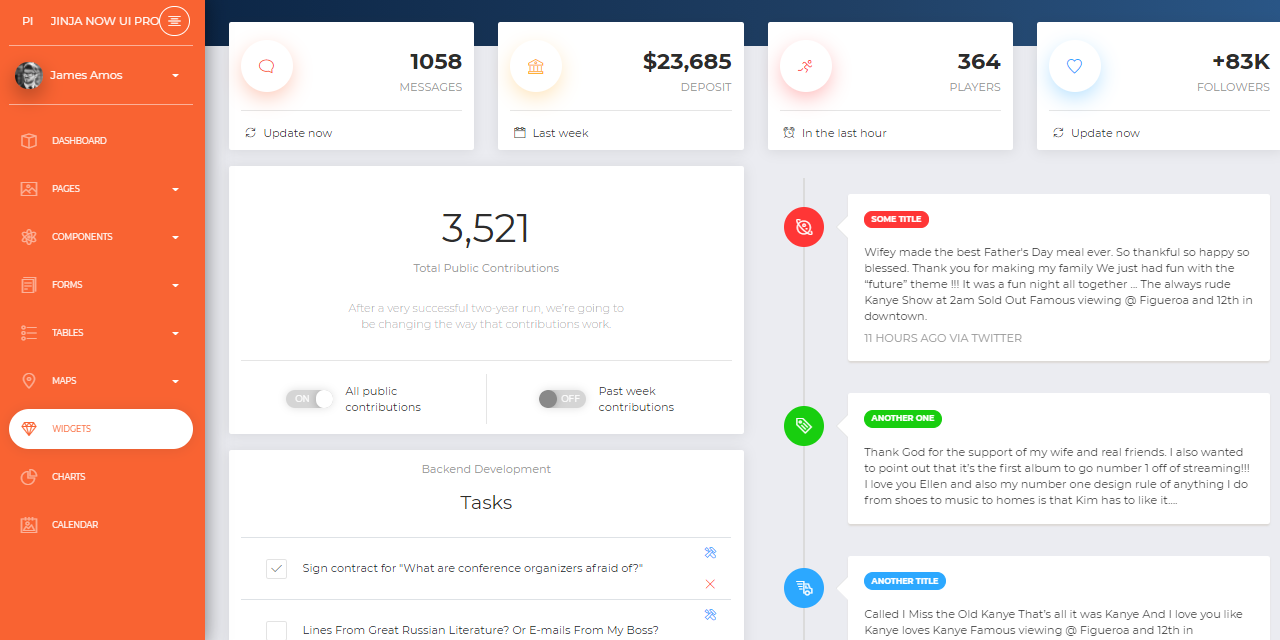 PI JINJA NOW UI PRO
James Amos
DASHBOARD
PAGES
COMPONENTS
FORMS
TABLES
MAPS
WIDGETS
CHARTS
CALENDAR
1058
MESSAGES
Update now
$23,685
DEPOSIT
Last week
364
PLAYERS
In the last hour
+83K
FOLLOWERS
Update now
3,521
Total Public Contributions
After a very successful two-year run, we’re going to
be changing the way that contributions work.
ON
All public
contributions
OFF
Past week
contributions
Backend Development
Tasks
Sign contract for "What are conference organizers afraid of?"
Lines From Great Russian Literature? Or E-mails From My Boss?
SOME TITLE
Wifey made the best Father's Day meal ever. So thankful so happy so
blessed. Thank you for making my family We just had fun with the
“future” theme !!! It was a fun night all together ... The always rude
Kanye Show at 2am Sold Out Famous viewing @ Figueroa and 12th in
downtown.
11 HOURS AGO VIA TWITTER
ANOTHER ONE
Thank God for the support of my wife and real friends. I also wanted
to point out that it’s the first album to go number 1 off of streaming!!!
I love you Ellen and also my number one design rule of anything I do
from shoes to music to homes is that Kim has to like it....
ANOTHER TITLE
Called I Miss the Old Kanye That’s all it was Kanye And I love you like
Kanye loves Kanye Famous viewing @ Figueroa and 12th in